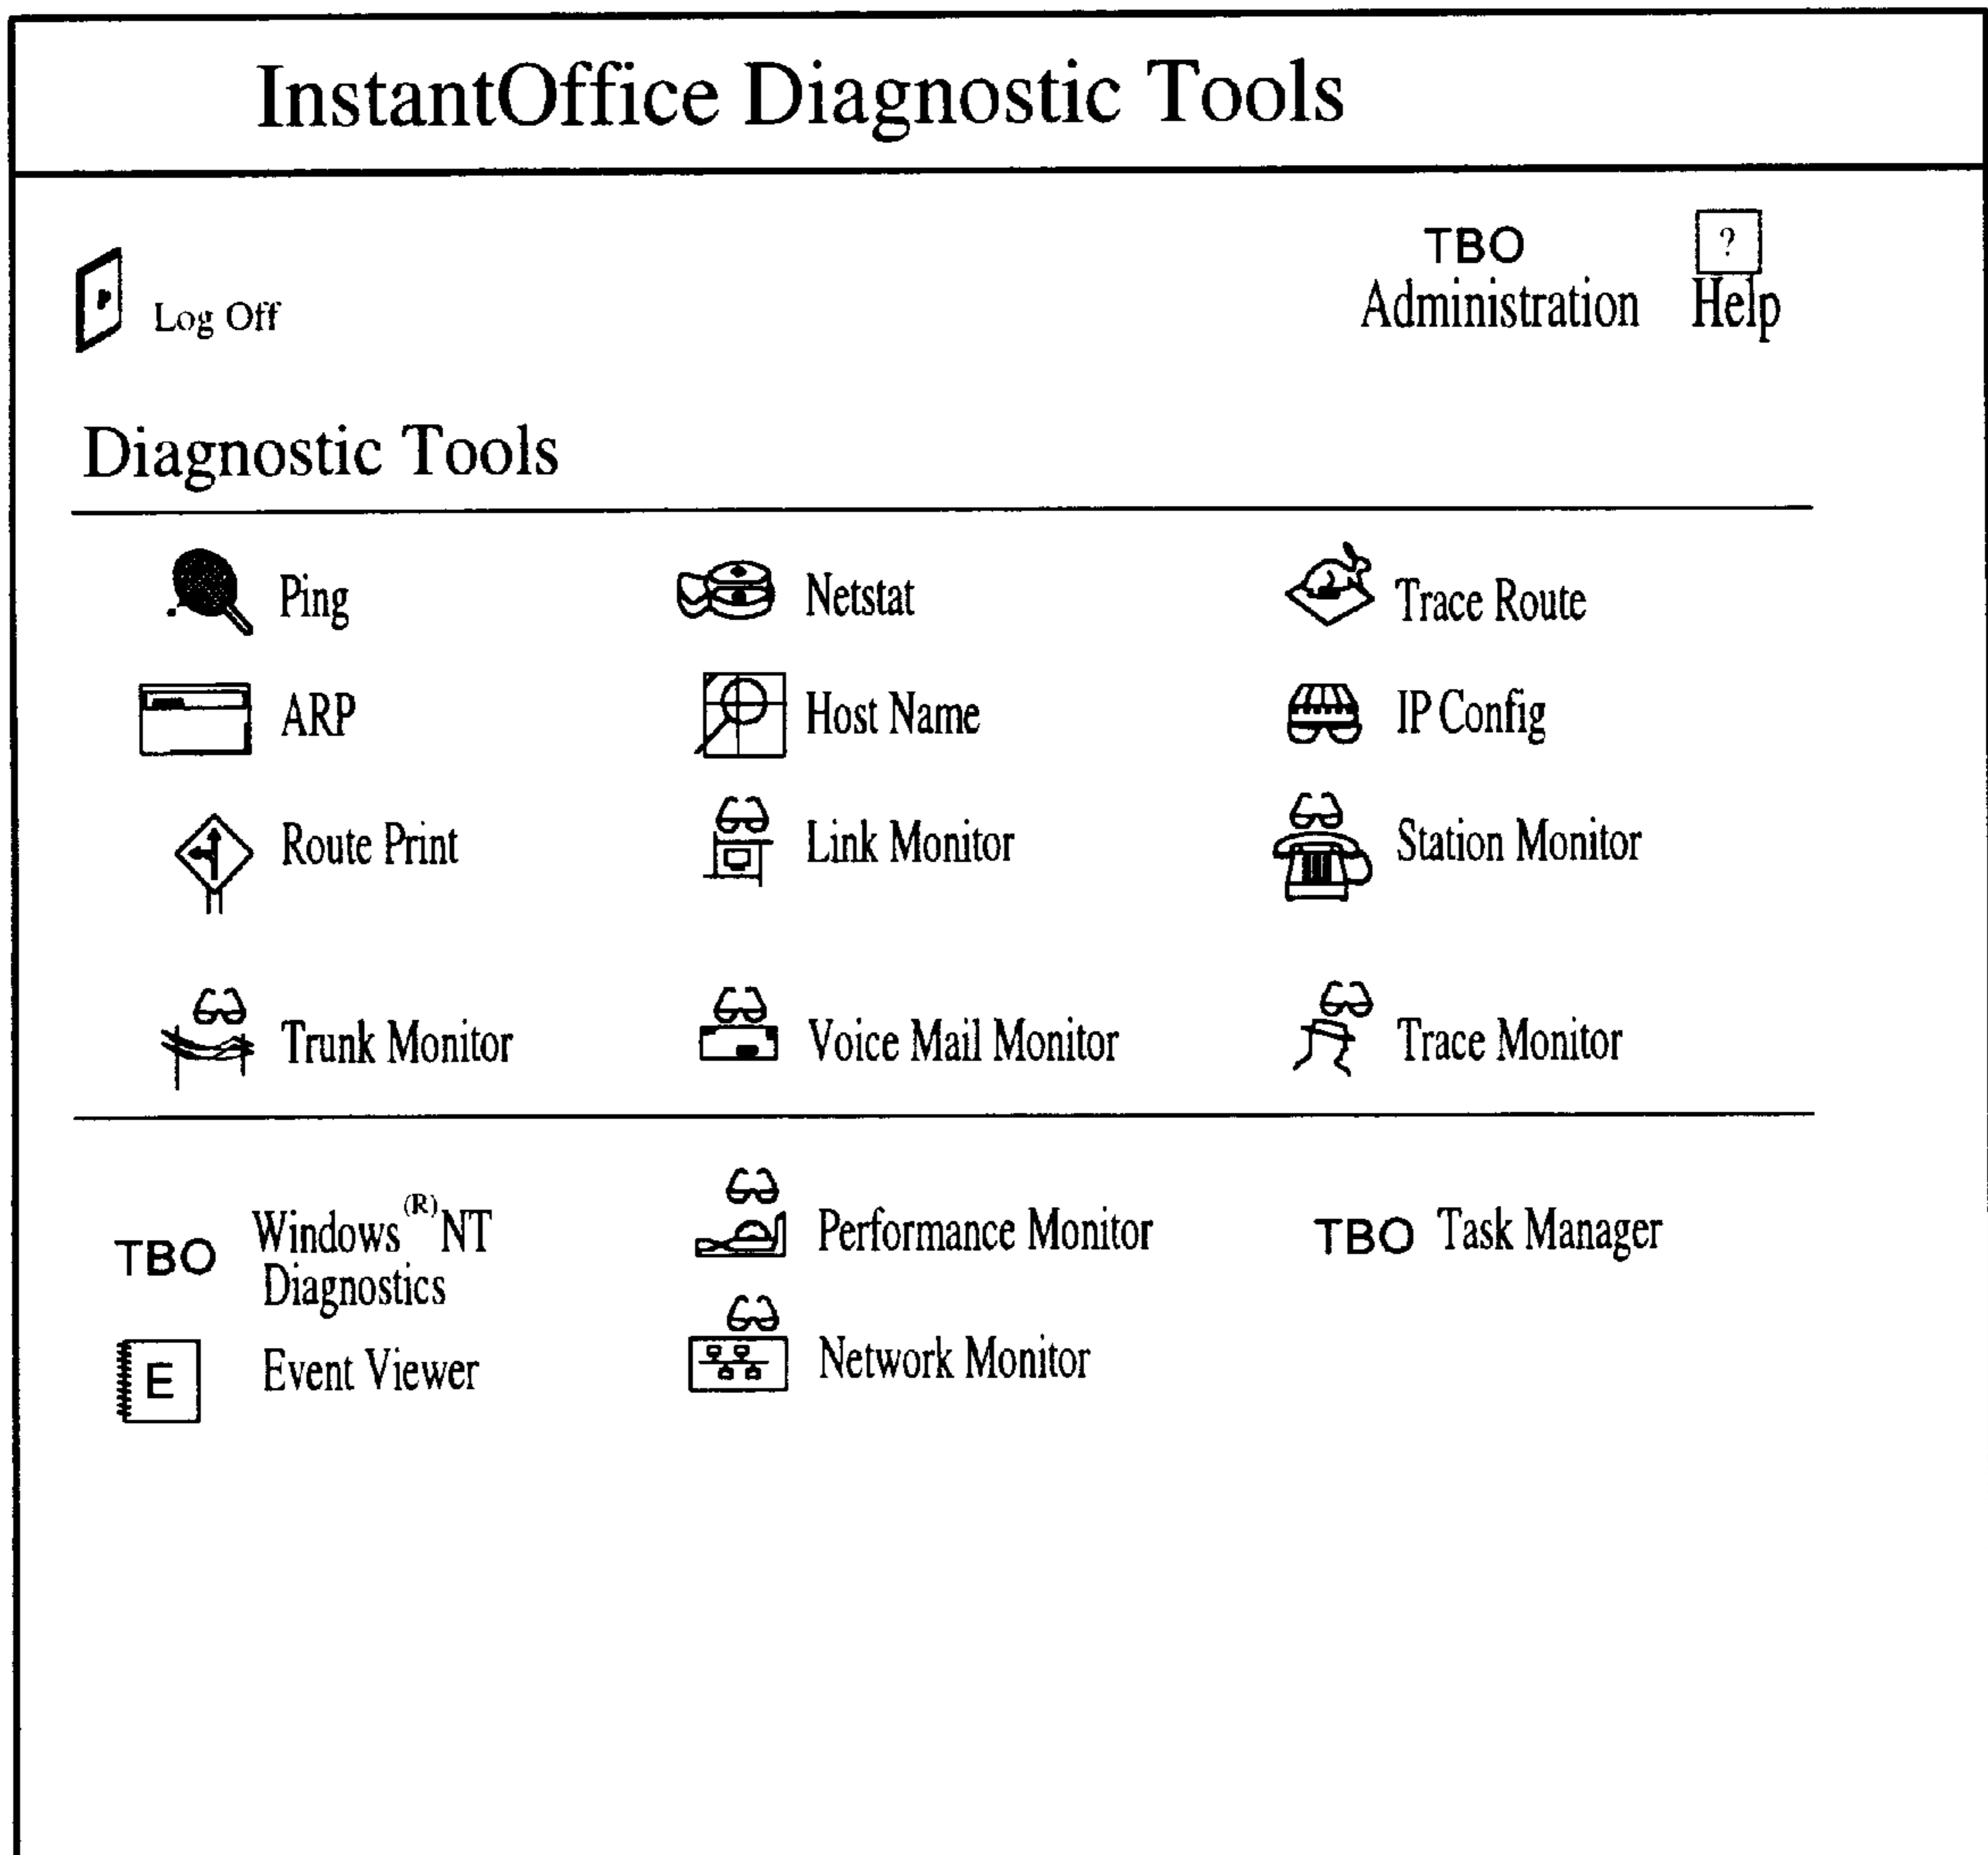 InstantOffice Diagnostic Tools
TBO
?
Log Off
Administration
Help
Diagnostic Tools
Ping
Netstat
Trace Route
ARP
Host Name
IP Config
Route Print
Link Monitor
Station Monitor
Trunk Monitor
Voice Mail Monitor
Trace Monitor
TBO
Windows(R) NT
Diagnostics
Performance Monitor
TBO Task Manager
E
Event Viewer
Network Monitor